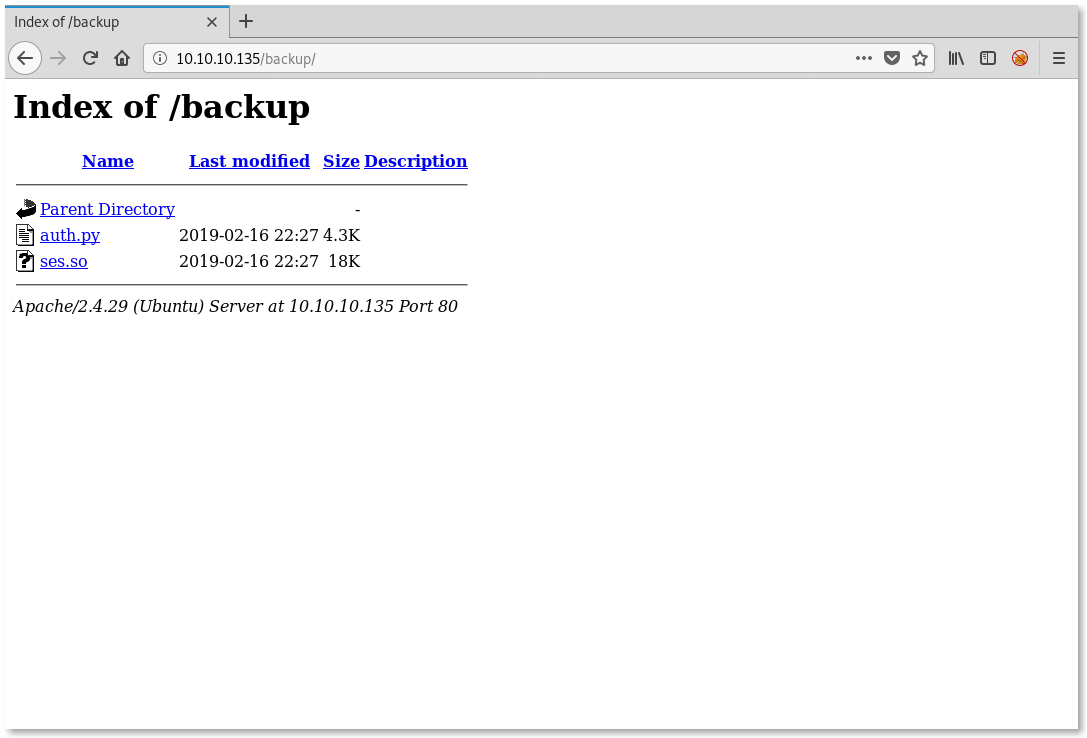 Index of /backup
10.10.10.135/backup/
Index of /backup
Name Last modified Size Description
Parent Directory -
auth.py 2019-02-16 22:27 4.3K
ses.so 2019-02-16 22:27 18K
Apache/2.4.29 (Ubuntu) Server at 10.10.10.135 Port 80